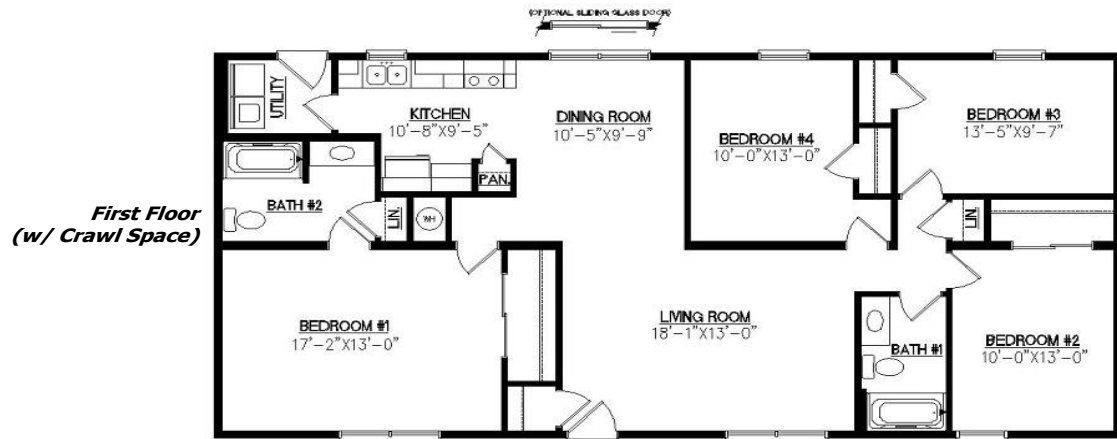 (OPTIONAL SLIDING GLASS DOOR)
UTILITY
KITCHEN
10'-8"X9'-5"
DINING ROOM
10'-5"X9'-9"
BEDROOM #4
10'-0"X13'-0"
BEDROOM #3
13'-5"X9'-7"
PAN.
BATH #2
LIN
WH
LIN
First Floor
(w/ Crawl Space)
BEDROOM #1
17'-2"X13'-0"
LIVING ROOM
18'-1"X13'-0"
BATH #1
BEDROOM #2
10'-0"X13'-0"